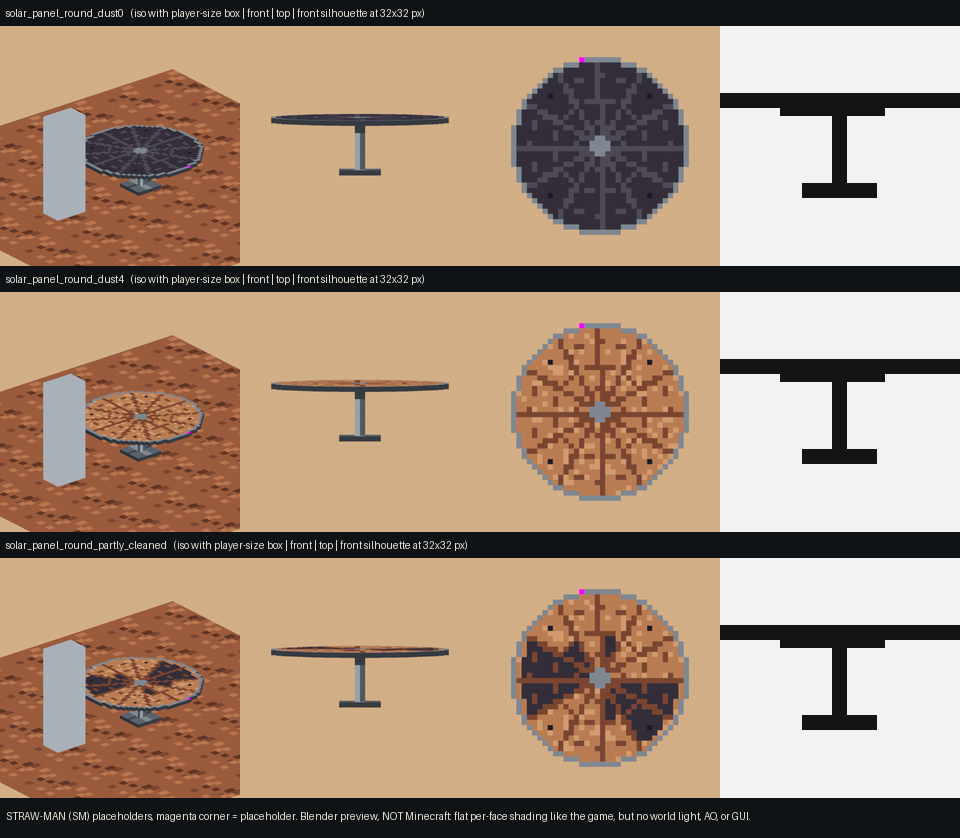 solar_panel_round_dust0 (iso with player-size box | front | top | front silhouette at 32x32 px)
solar_panel_round_dust4 (iso with player-size box | front | top | front silhouette at 32x32 px)
solar_panel_round_partly_cleaned (iso with player-size box | front | top | front silhouette at 32x32 px)
STRAW-MAN (SM) placeholders, magenta corner = placeholder. Blender preview, NOT Minecraft: flat per-face shading like the game, but no world light, AO, or GUI.